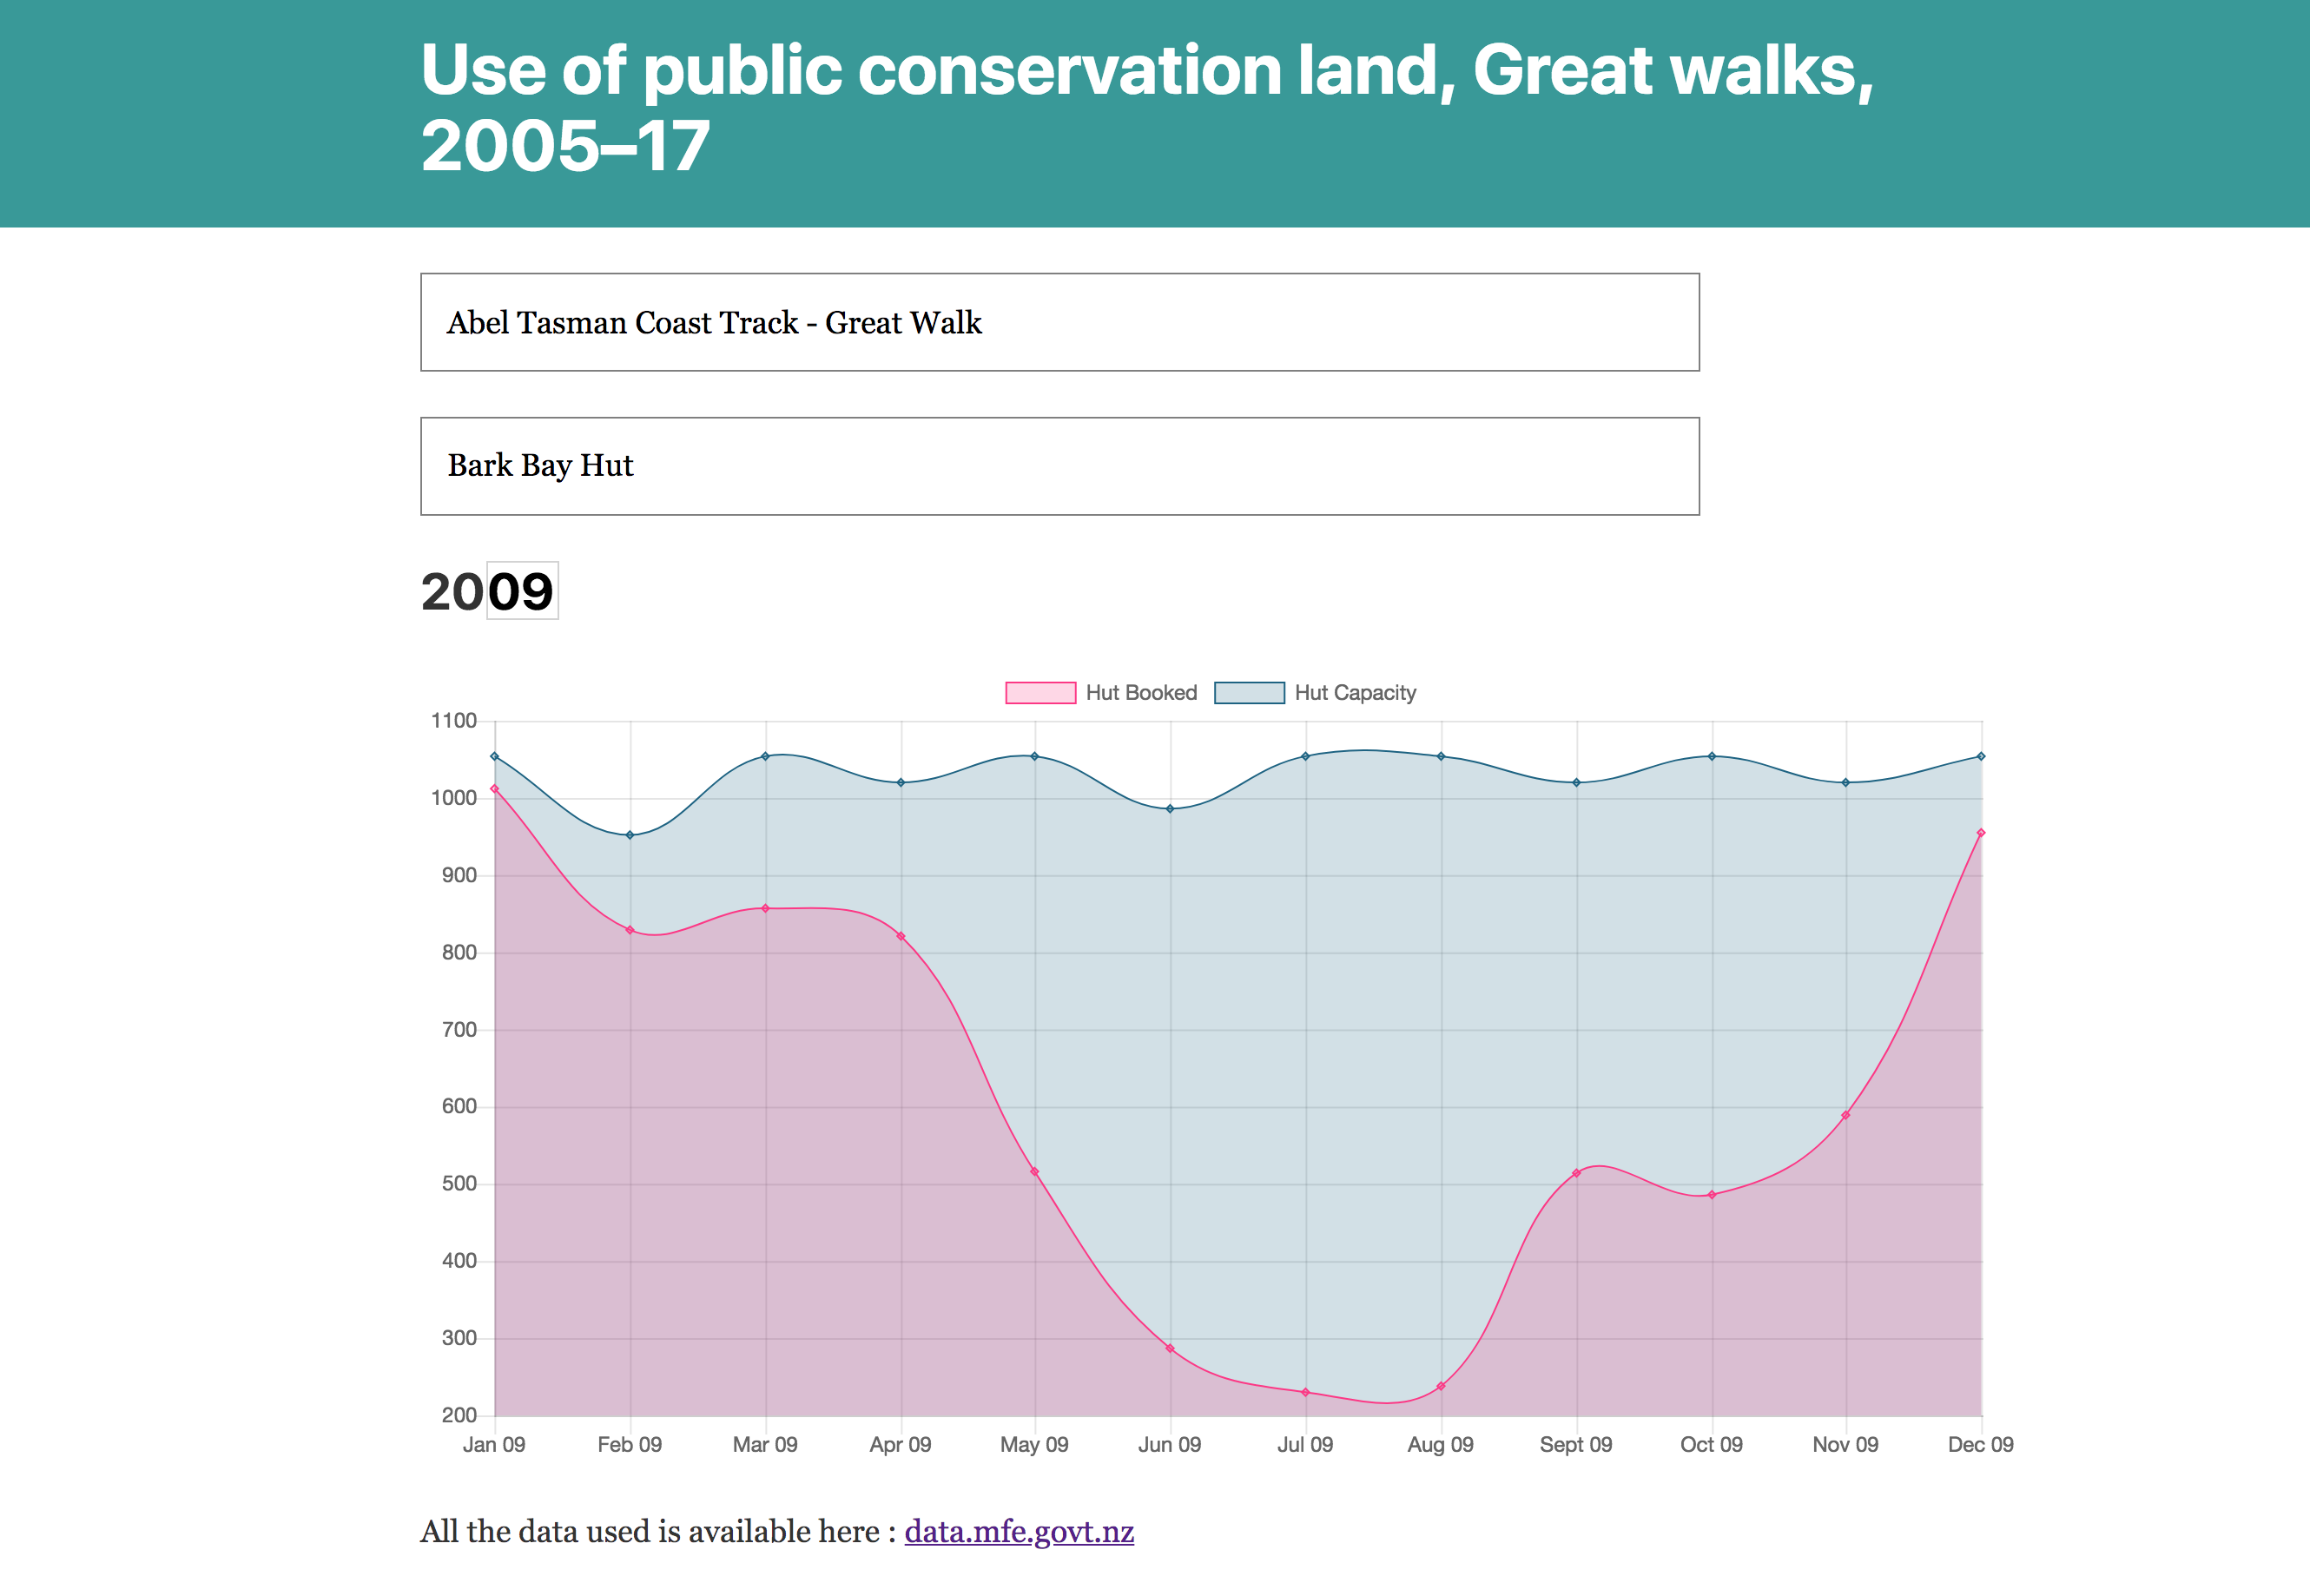 Use of public conservation land, Great walks,
2005–17
Abel Tasman Coast Track - Great Walk
Bark Bay Hut
2009
Hut Booked Hut Capacity
1100
1000
900
800
700
600
500
400
300
200
Jan 09 Feb 09 Mar 09 Apr 09 May 09 Jun 09 Jul 09 Aug 09 Sept 09 Oct 09 Nov 09 Dec 09
All the data used is available here : data.mfe.govt.nz